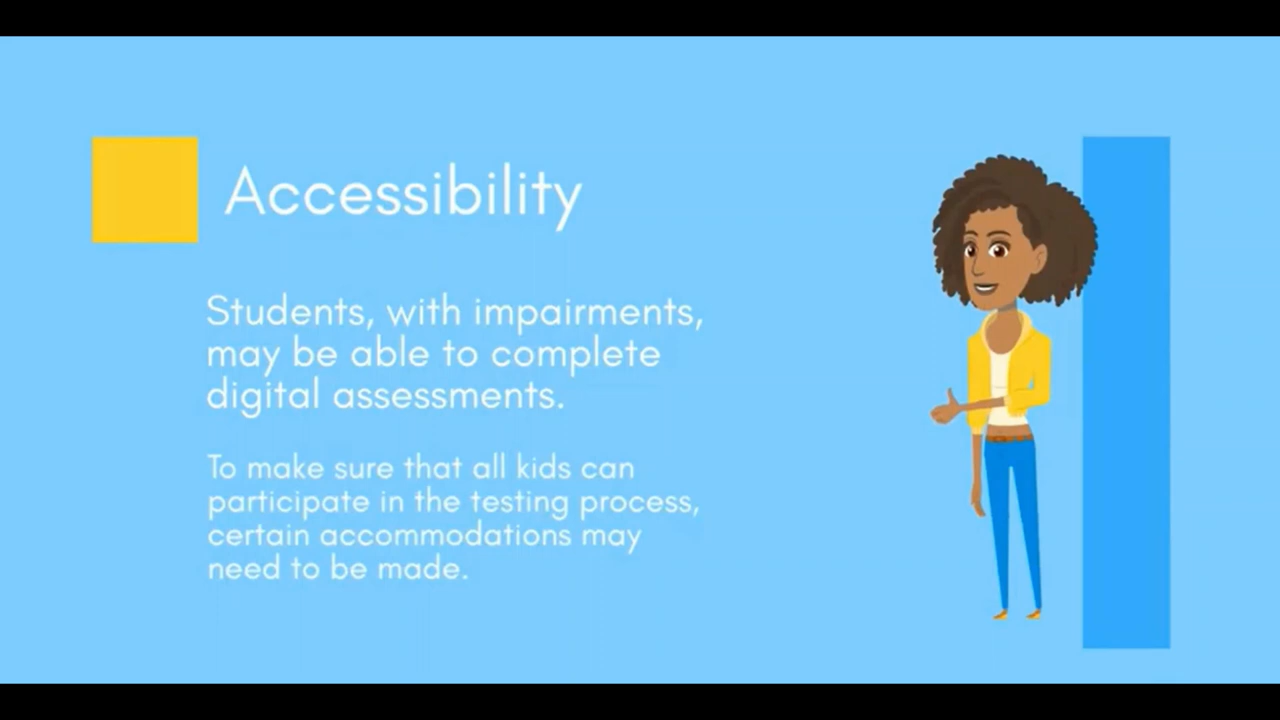 Accessibility
Students, with impairments,
may be able to complete
digital assessments.
To make sure that all kids can
participate in the testing process,
certain accommodations may
need to be made.